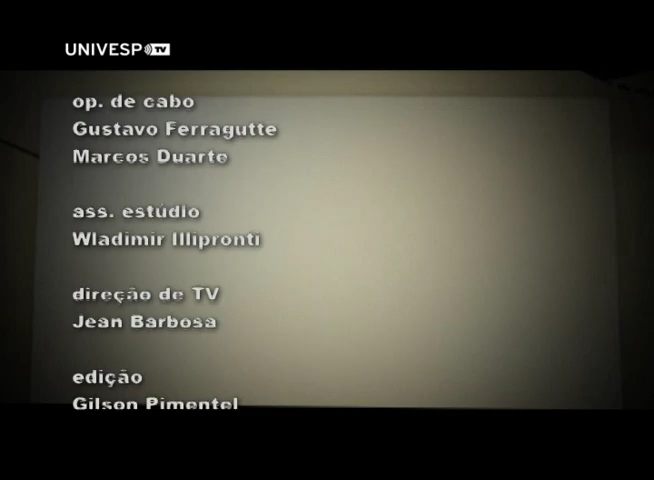 UNIVESP TV
op. de cabo
Gustavo Ferragutte
Marcos Duarte
ass. estúdio
Wladimir Illipronti
direção de TV
Jean Barbosa
edição
Gilson Pimentel